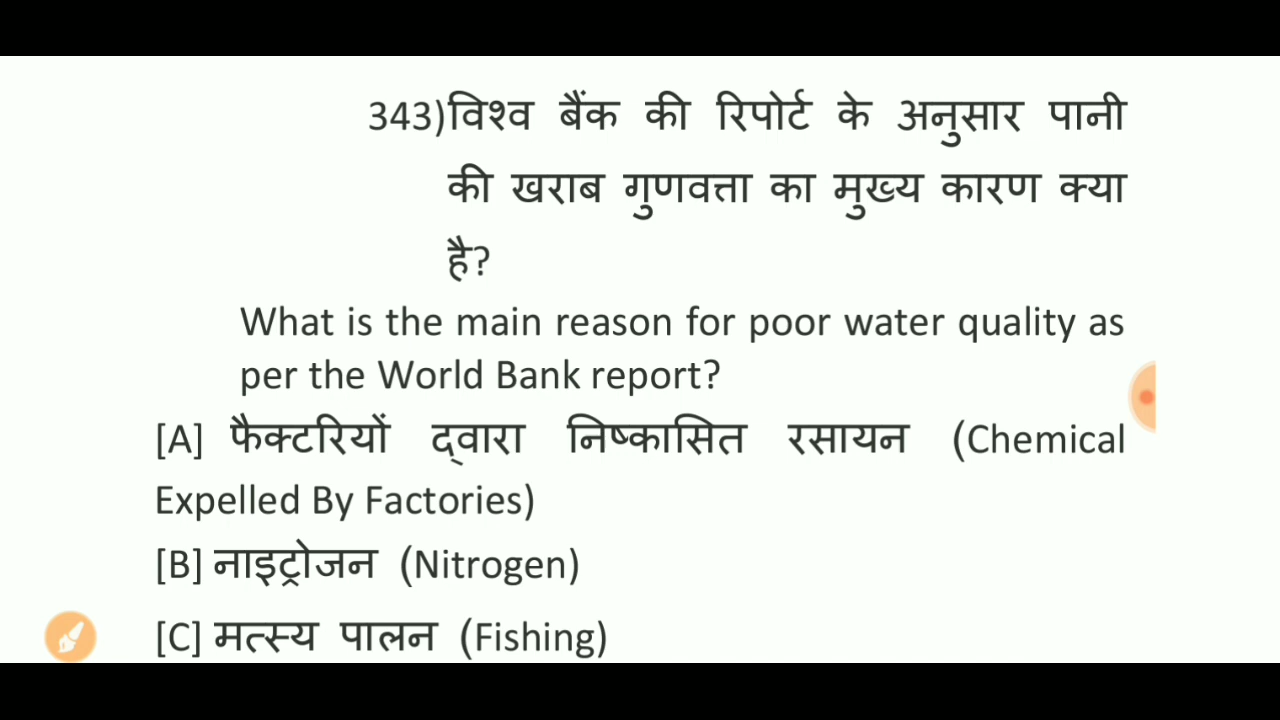 343)विश्व बैंक की रिपोर्ट के अनुसार पानी
की खराब गुणवत्ता का मुख्य कारण क्या
है?
What is the main reason for poor water quality as
per the World Bank report?
[A] फैक्टरियों द्वारा निष्कासित रसायन (Chemical
Expelled By Factories)
[B] नाइट्रोजन (Nitrogen)
[C] मत्स्य पालन (Fishing)